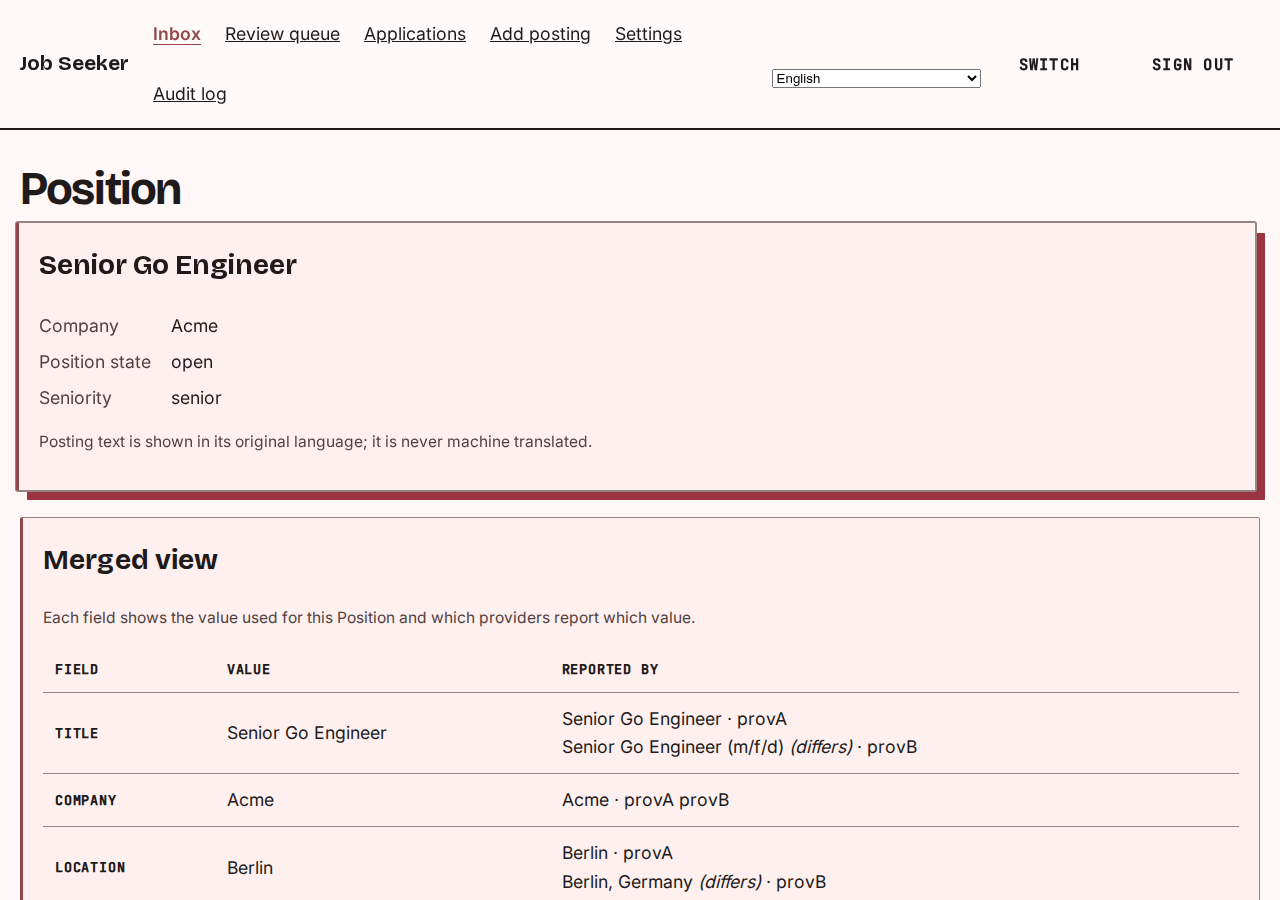 Job Seeker
Inbox Review queue Applications Add posting Settings
Audit log
English
SWITCH
SIGN OUT
Position
Senior Go Engineer
Company Acme
Position state open
Seniority senior
Posting text is shown in its original language; it is never machine translated.
Merged view
Each field shows the value used for this Position and which providers report which value.
FIELD VALUE REPORTED BY
TITLE Senior Go Engineer Senior Go Engineer · provA
Senior Go Engineer (m/f/d) (differs) · provB
COMPANY Acme Acme · provA provB
LOCATION Berlin Berlin · provA
Berlin, Germany (differs) · provB